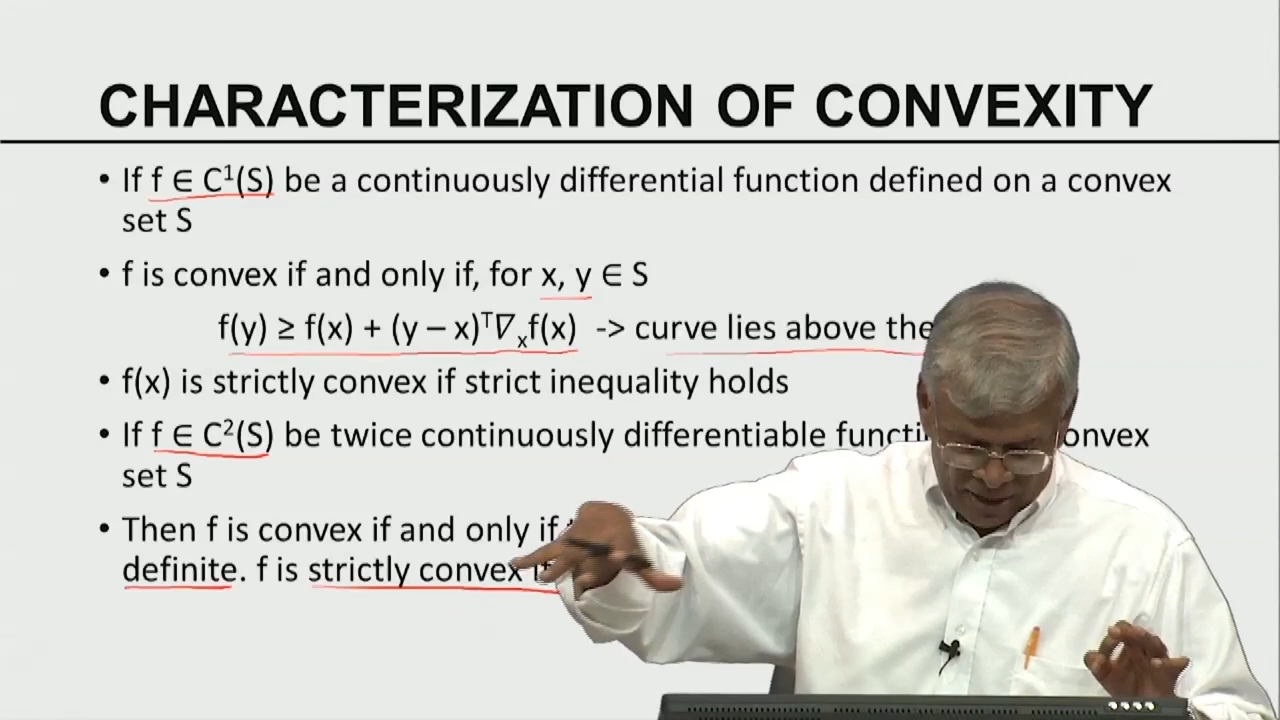 CHARACTERIZATION OF CONVEXITY
• If f ∈ C¹(S) be a continuously differential function defined on a convex
set S
• f is convex if and only if, for x, y ∈ S
f(y) ≥ f(x) + (y – x)ᵀ∇ₓf(x) -> curve lies above the
• f(x) is strictly convex if strict inequality holds
• If f ∈ C²(S) be twice continuously differentiable
set S
• Then f is convex if and only if
definite. f is strictly convex